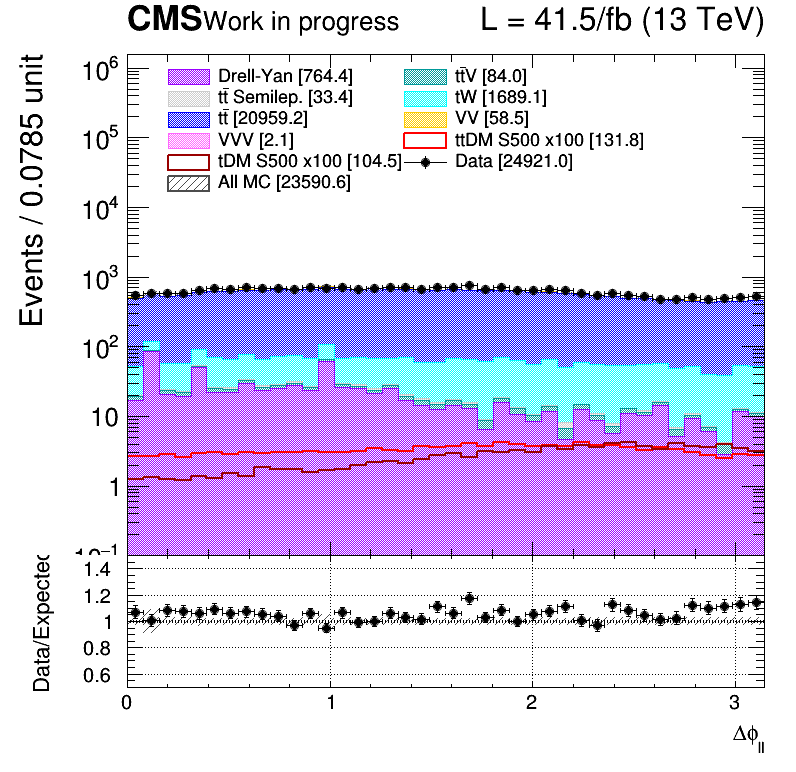 CMS Work in progress L = 41.5/fb (13 TeV)
Events / 0.0785 unit
10⁶
10⁵
10⁴
10³
10²
10
1
10⁻¹
Drell-Yan [764.4] tt̄V [84.0]
tt̄ Semilep. [33.4] tW [1689.1]
tt̄ [20959.2] VV [58.5]
VVV [2.1] ttDM S500 x100 [131.8]
tDM S500 x100 [104.5] Data [24921.0]
All MC [23590.6]
Data/Expected
1.4
1.2
1
0.8
0.6
0 1 2 3
Δϕ_ll